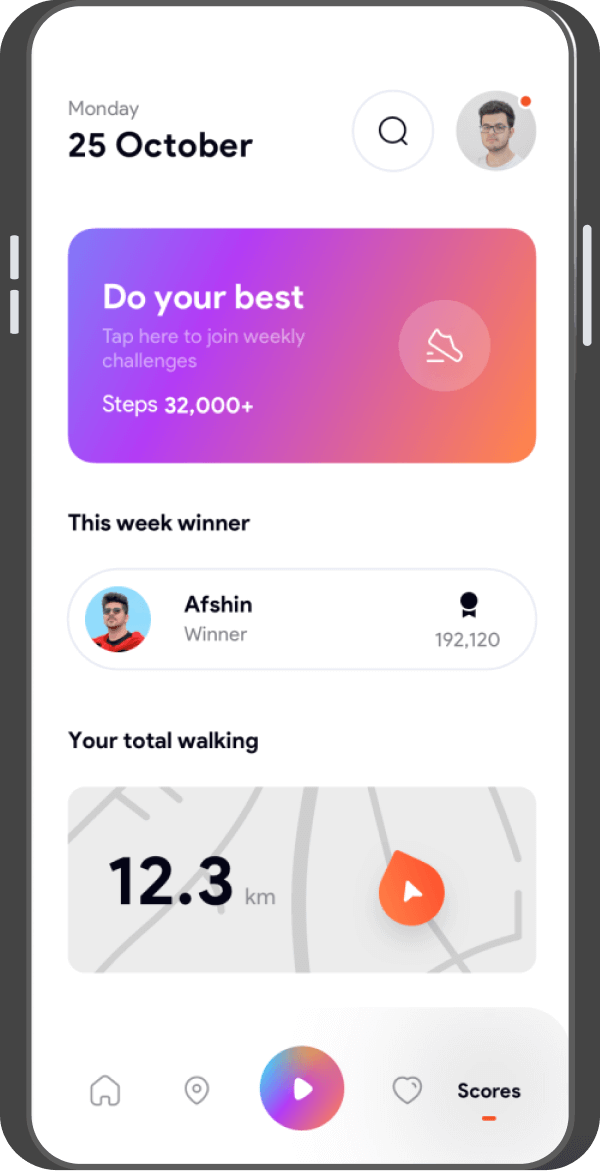 Monday
25 October
Do your best
Tap here to join weekly
challenges
Steps 32,000+
This week winner
Afshin
Winner
192,120
Your total walking
12.3 km
Scores